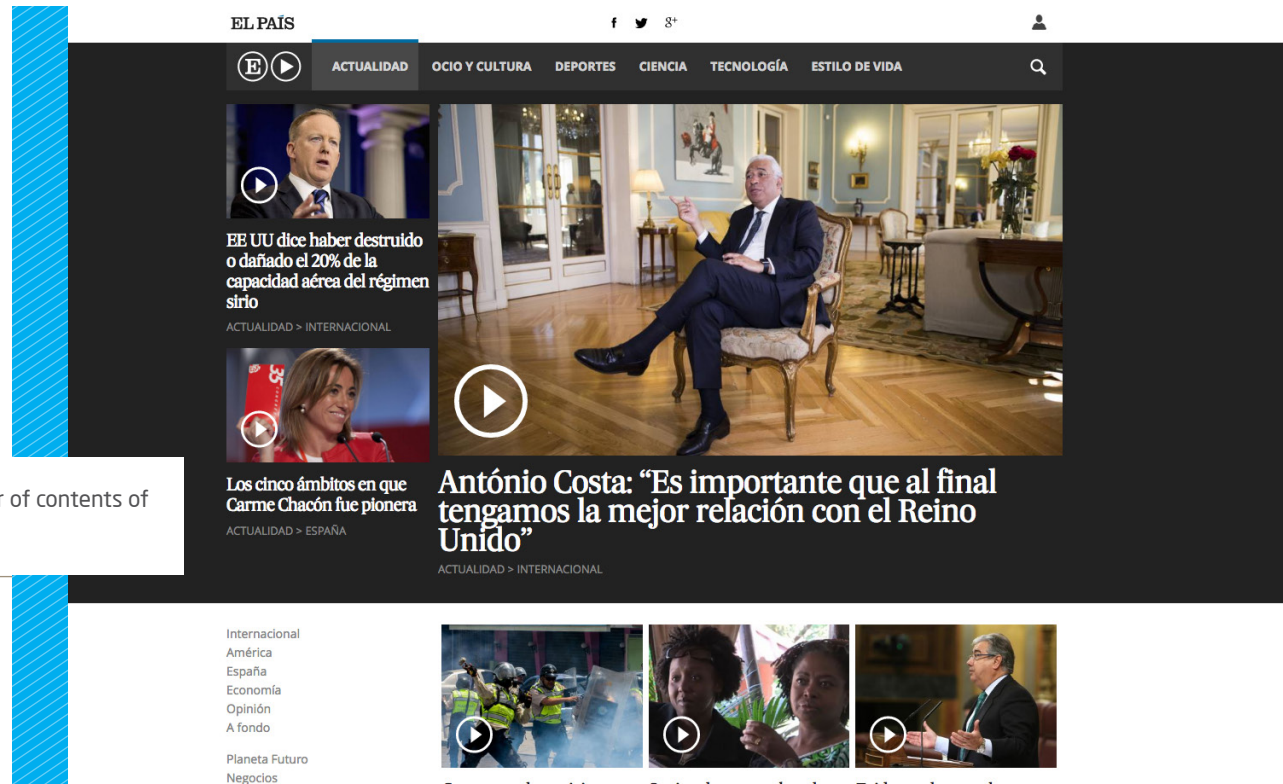 EL PAÍS
f 8+
E
ACTUALIDAD OCIO Y CULTURA DEPORTES CIENCIA TECNOLOGÍA ESTILO DE VIDA
EE UU dice haber destruido
o dañado el 20% de la
capacidad aérea del régimen
sirio
ACTUALIDAD > INTERNACIONAL
35
Los cinco ámbitos en que
Carme Chacón fue pionera
ACTUALIDAD > ESPAÑA
António Costa: “Es importante que al final
tengamos la mejor relación con el Reino
Unido”
ACTUALIDAD > INTERNACIONAL
of contents of
Internacional
América
España
Economía
Opinión
A fondo
Planeta Futuro
Negocios